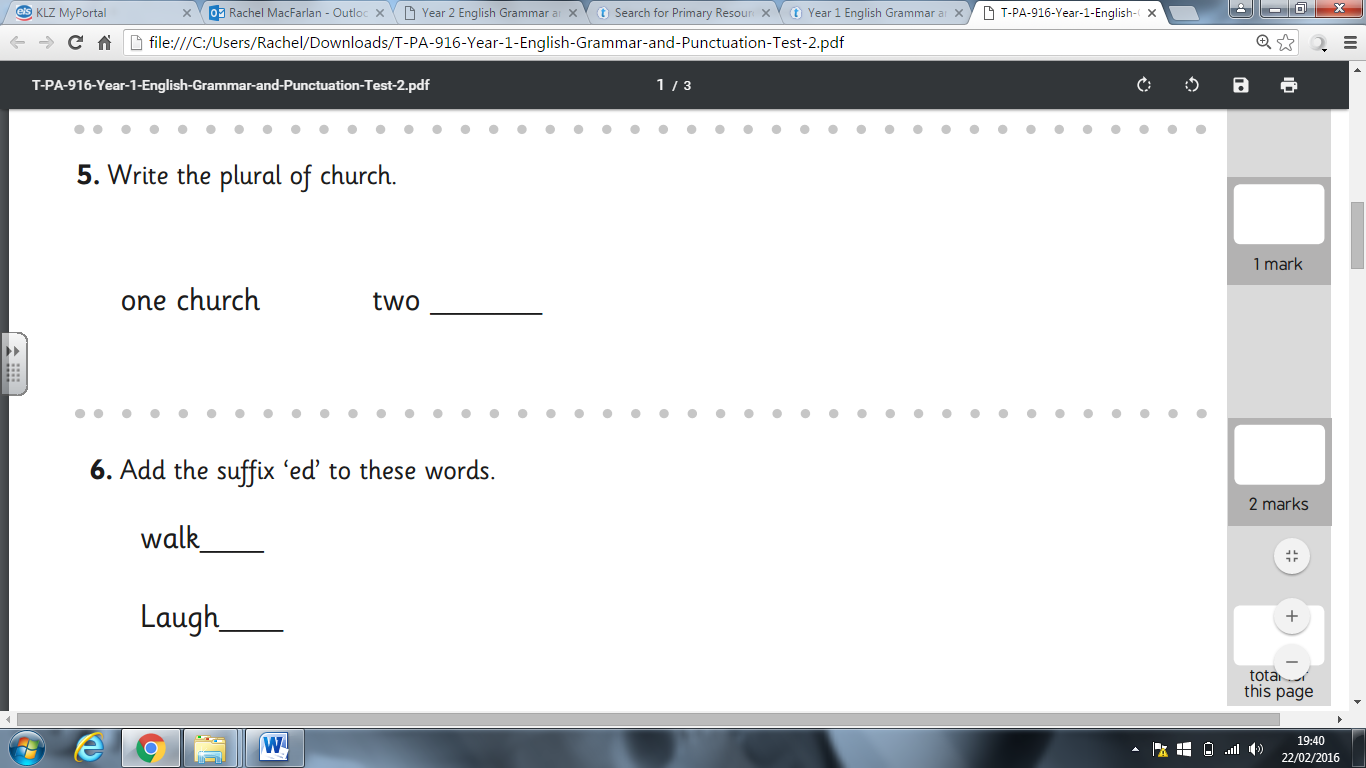 KLZ MyPortal
Rachel MacFarlan - Outloo
Year 2 English Grammar a
Search for Primary Resour
Year 1 English Grammar a
T-PA-916-Year-1-English-
file:///C:/Users/Rachel/Downloads/T-PA-916-Year-1-English-Grammar-and-Punctuation-Test-2.pdf
T-PA-916-Year-1-English-Grammar-and-Punctuation-Test-2.pdf
1 / 3
5. Write the plural of church.
1 mark
one church two ________
6. Add the suffix ‘ed’ to these words.
2 marks
walk____
Laugh____
total for
this page
19:40
22/02/2016